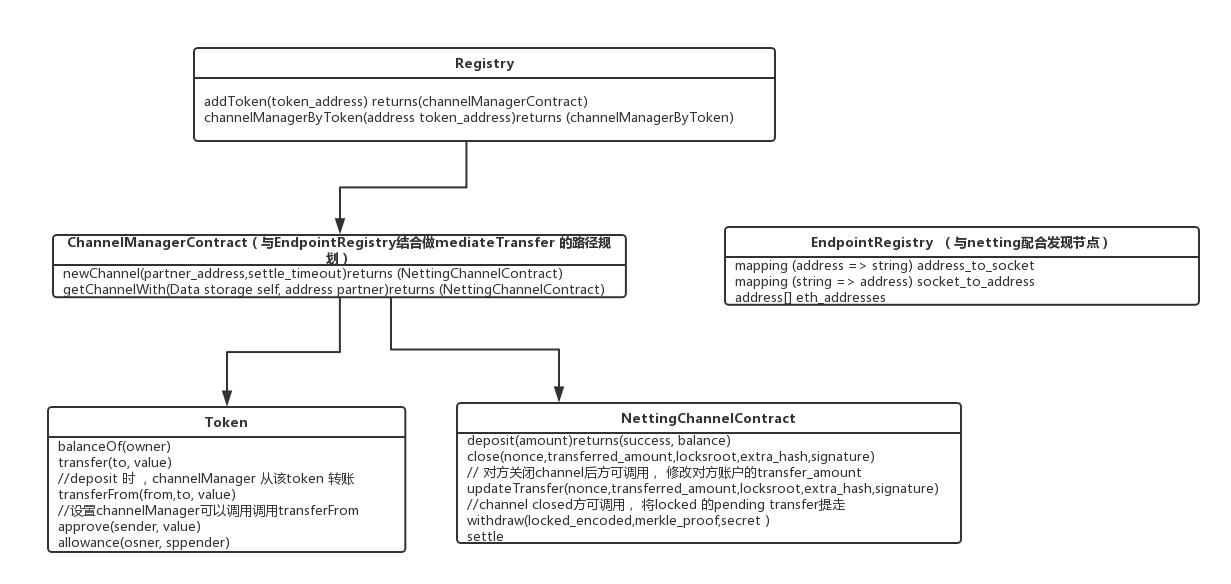 Registry
addToken(token_address) returns(channelManagerContract)
channelManagerByToken(address token_address)returns (channelManagerByToken)
ChannelManagerContract（与EndpointRegistry结合做mediateTransfer 的路径规
划）
newChannel(partner_address,settle_timeout)returns (NettingChannelContract)
getChannelWith(Data storage self, address partner)returns (NettingChannelContract)
EndpointRegistry （与netting配合发现节点）
mapping (address => string) address_to_socket
mapping (string => address) socket_to_address
address[] eth_addresses
Token
balanceOf(owner)
transfer(to, value)
//deposit 时 ，channelManager 从该token 转账
transferFrom(from,to, value)
//设置channelManager可以调用调用transferFrom
approve(sender, value)
allowance(osner, sppender)
NettingChannelContract
deposit(amount)returns(success, balance)
close(nonce,transferred_amount,locksroot,extra_hash,signature)
// 对方关闭channel后方可调用 ，修改对方账户的transfer_amount
updateTransfer(nonce,transferred_amount,locksroot,extra_hash,signature)
//channel closed方可调用 ，将locked 的pending transfer提走
withdraw(locked_encoded,merkle_proof,secret )
settle